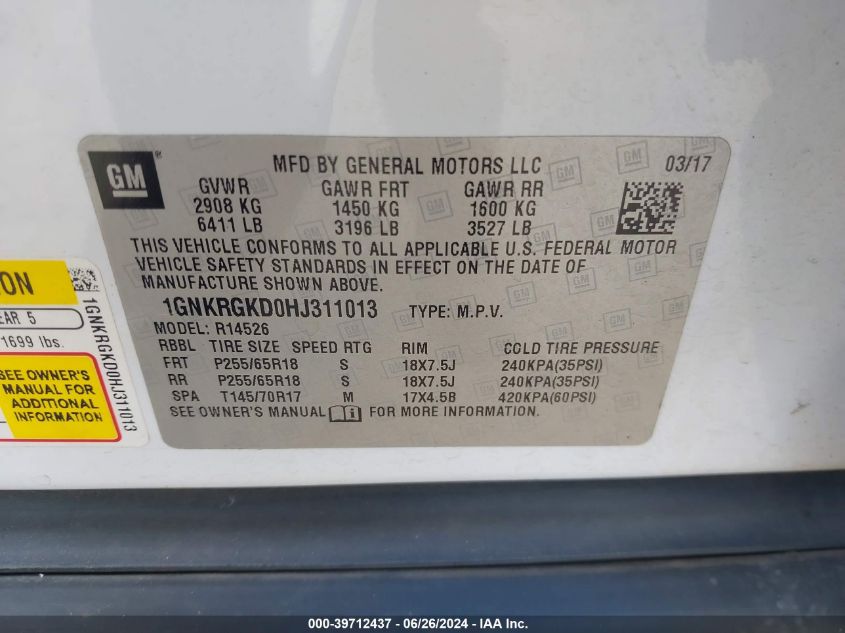 GM
MFD BY GENERAL MOTORS LLC 03/17
GVWR GAWR FRT GAWR RR
2908 KG 1450 KG 1600 KG
6411 LB 3196 LB 3527 LB
THIS VEHICLE CONFORMS TO ALL APPLICABLE U.S. FEDERAL MOTOR
VEHICLE SAFETY STANDARDS IN EFFECT ON THE DATE OF
MANUFACTURE SHOWN ABOVE.
1GNKRGKD0HJ311013 TYPE: M.P.V.
MODEL: R14526
RBBL TIRE SIZE SPEED RTG RIM COLD TIRE PRESSURE
FRT P255/65R18 S 18X7.5J 240KPA(35PSI)
RR P255/65R18 S 18X7.5J 240KPA(35PSI)
SPA T145/70R17 M 17X4.5B 420KPA(60PSI)
SEE OWNER'S MANUAL FOR MORE INFORMATION.
ION
EAR 5
1699 lbs.
SEE OWNER'S
MANUAL FOR
ADDITIONAL
INFORMATION
1GNKRGKD0HJ311013
000-39712437 - 06/26/2024 - IAA Inc.